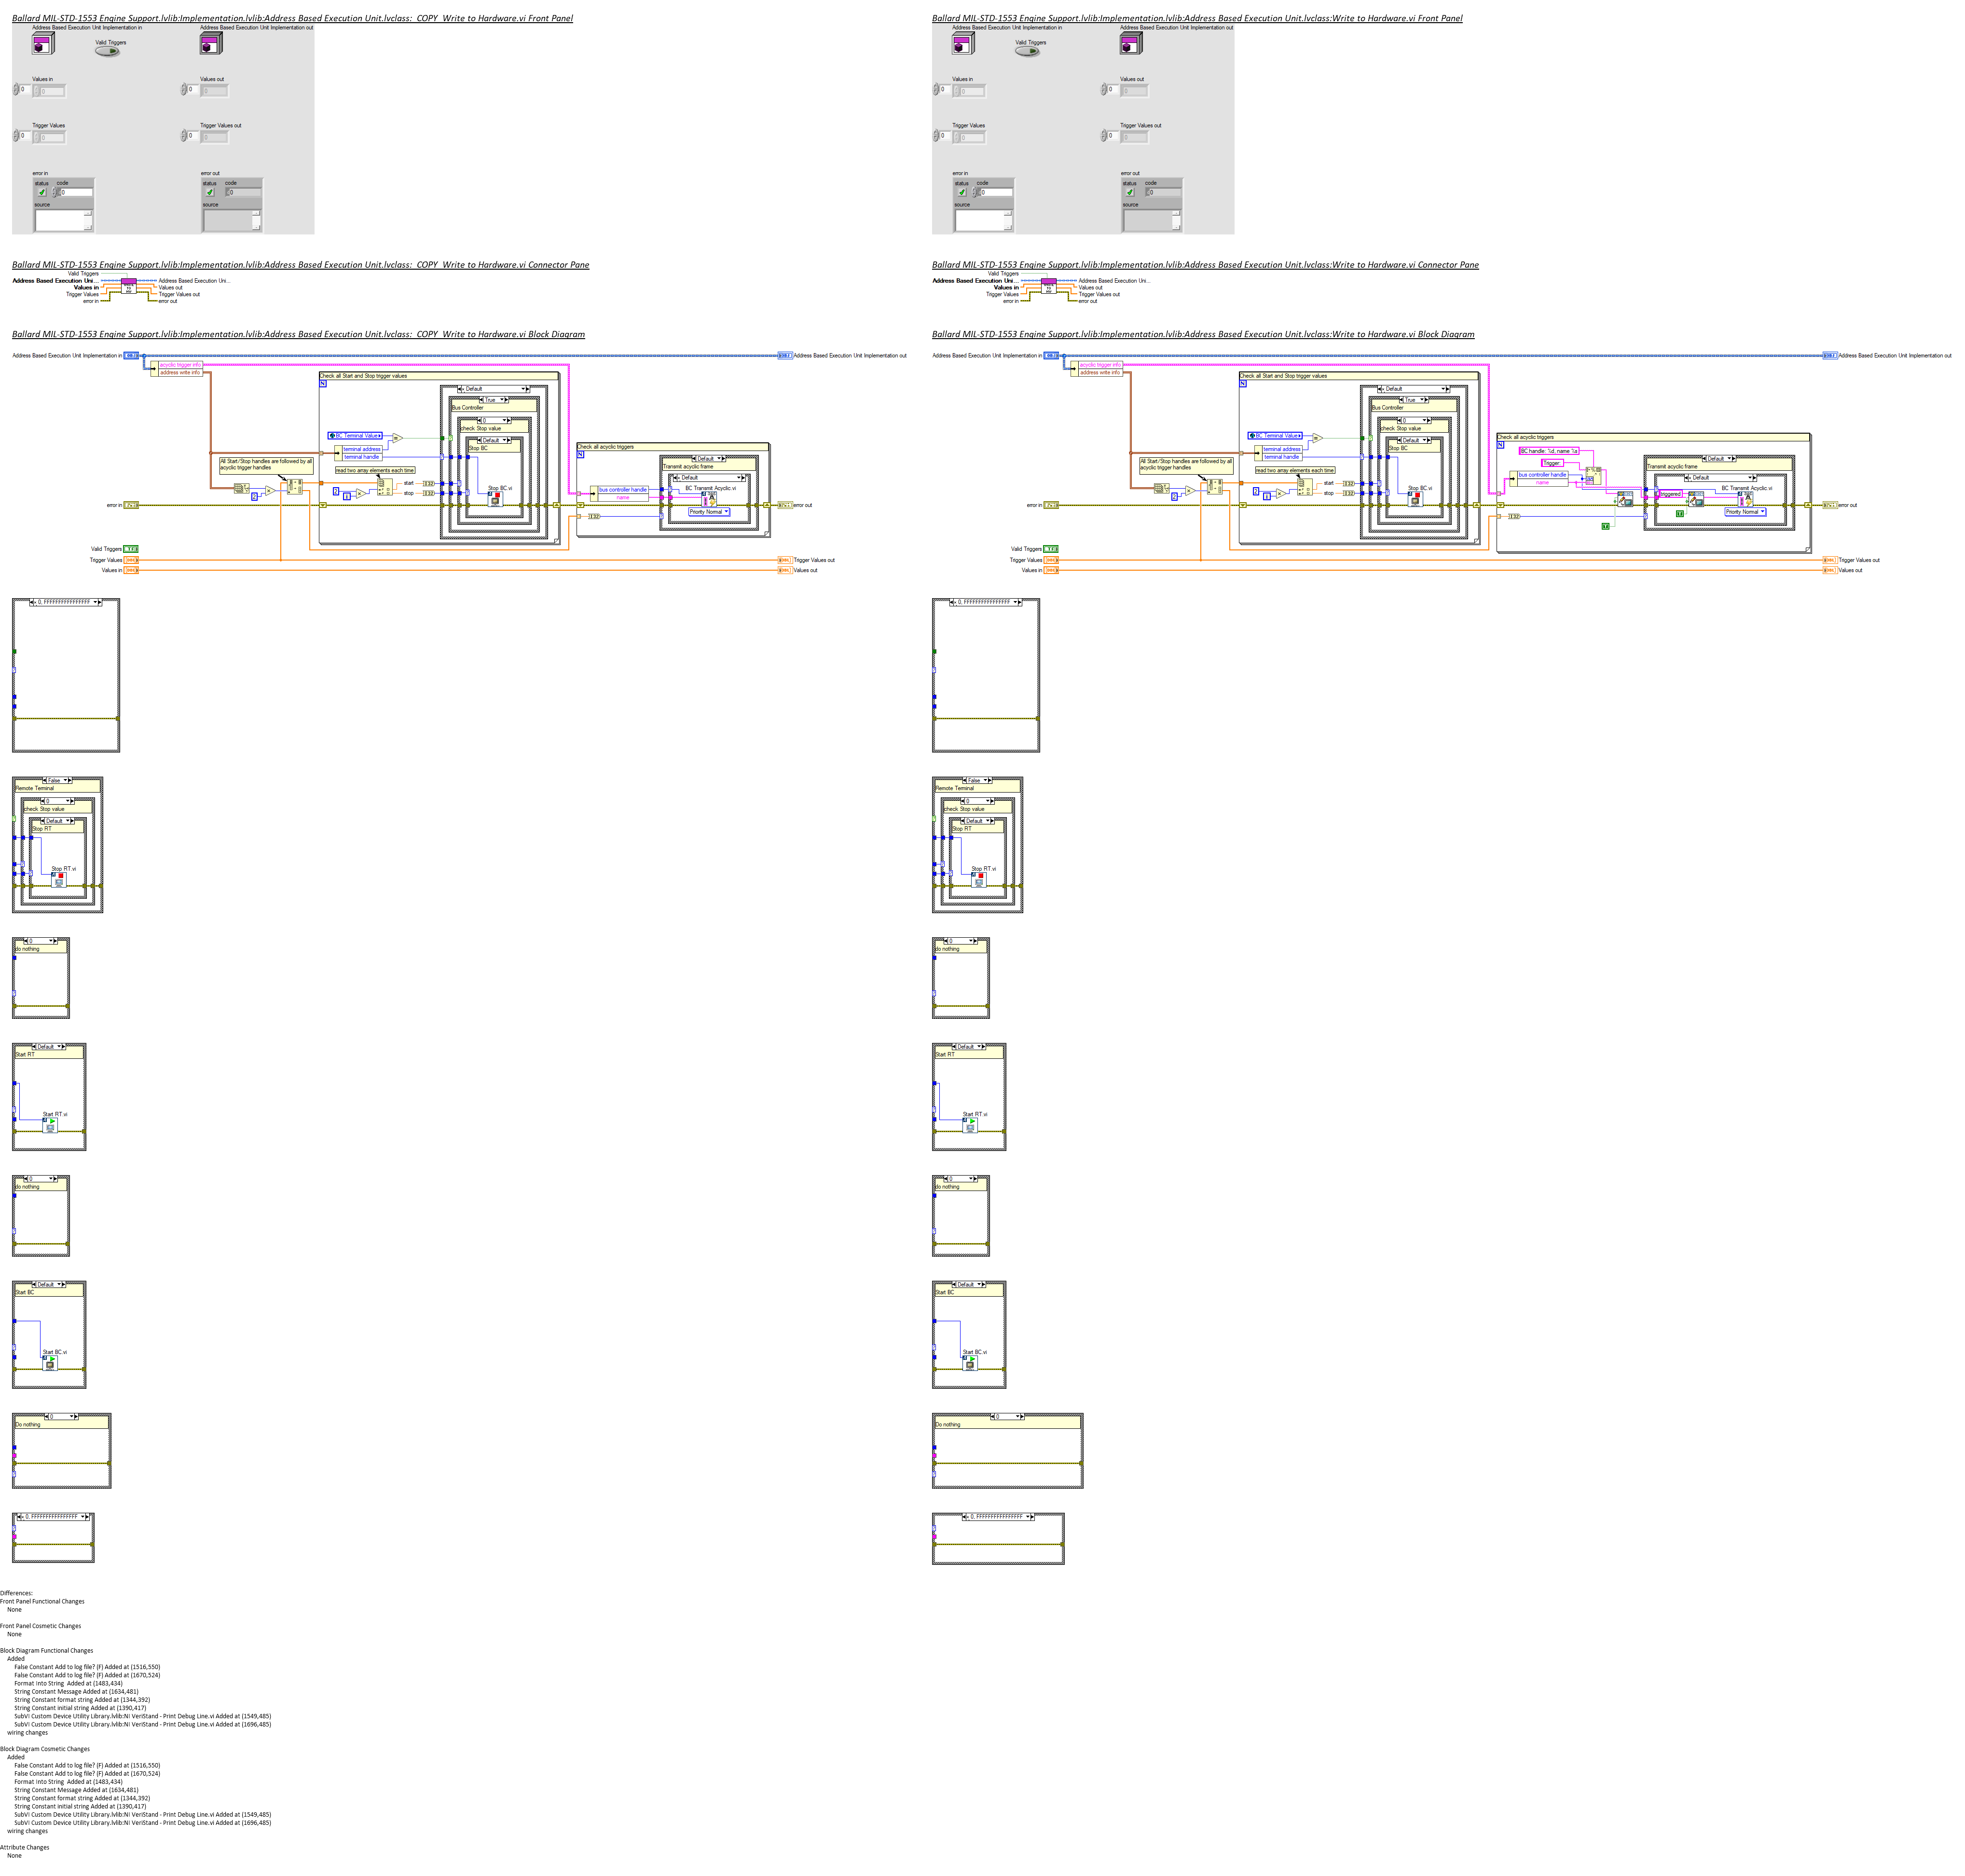 Ballard MIL-STD-1553 Engine Support.lvlib:Implementation.lvlib:Address Based Execution Unit.lvclass:_COPY_Write to Hardware.vi Front Panel
Address Based Execution Unit Implementation in
Address Based Execution Unit Implementation out
Valid Triggers
Values in
Values out
0
0
0
0
Trigger Values
Trigger Values out
0
0
0
0
error in
error out
status code
status code
0
0
source
source
Ballard MIL-STD-1553 Engine Support.lvlib:Implementation.lvlib:Address Based Execution Unit.lvclass:Write to Hardware.vi Front Panel
Address Based Execution Unit Implementation in
Address Based Execution Unit Implementation out
Valid Triggers
Values in
Values out
0
0
0
0
Trigger Values
Trigger Values out
0
0
0
0
error in
error out
status code
status code
0
0
source
source
Ballard MIL-STD-1553 Engine Support.lvlib:Implementation.lvlib:Address Based Execution Unit.lvclass:_COPY_Write to Hardware.vi Connector Pane
Valid Triggers
Address Based Execution Uni...
Address Based Execution Uni...
Values in
Values out
Trigger Values
Trigger Values out
error in
error out
Ballard MIL-STD-1553 Engine Support.lvlib:Implementation.lvlib:Address Based Execution Unit.lvclass:Write to Hardware.vi Connector Pane
Valid Triggers
Address Based Execution Uni...
Address Based Execution Uni...
Values in
Values out
Trigger Values
Trigger Values out
error in
error out
Ballard MIL-STD-1553 Engine Support.lvlib:Implementation.lvlib:Address Based Execution Unit.lvclass:_COPY_Write to Hardware.vi Block Diagram
Address Based Execution Unit Implementation in
Address Based Execution Unit Implementation out
acyclic trigger info
address write info
Check all Start and Stop trigger values
N
Default
True
Bus Controller
0
check Stop value
Default
Stop BC
BC Terminal Value
terminal address
terminal handle
All Start/Stop handles are followed by all
acyclic trigger handles
read two array elements each time
2
2
1
start
I32
stop
I32
Stop BC.vi
Check all acyclic triggers
N
Default
Transmit acyclic frame
Default
BC Transmit Acyclic.vi
bus controller handle
name
Priority Normal
I32
error in
error out
Valid Triggers
Trigger Values
Trigger Values out
Values in
Values out
Ballard MIL-STD-1553 Engine Support.lvlib:Implementation.lvlib:Address Based Execution Unit.lvclass:Write to Hardware.vi Block Diagram
Address Based Execution Unit Implementation in
Address Based Execution Unit Implementation out
acyclic trigger info
address write info
Check all Start and Stop trigger values
N
Default
True
Bus Controller
0
check Stop value
Default
Stop BC
BC Terminal Value
terminal address
terminal handle
All Start/Stop handles are followed by all
acyclic trigger handles
read two array elements each time
2
2
1
start
I32
stop
I32
Stop BC.vi
Check all acyclic triggers
N
BC handle: %d, name %s
Trigger:
bus controller handle
name
Default
Transmit acyclic frame
Default
BC Transmit Acyclic.vi
triggered
Priority Normal
I32
error in
error out
Valid Triggers
Trigger Values
Trigger Values out
Values in
Values out
0, FFFFFFFFFFFFFFFF
0, FFFFFFFFFFFFFFFF
False
Remote Terminal
0
check Stop value
Default
Stop RT
Stop RT.vi
False
Remote Terminal
0
check Stop value
Default
Stop RT
Stop RT.vi
0
do nothing
0
do nothing
Default
Start RT
Start RT.vi
Default
Start RT
Start RT.vi
0
do nothing
0
do nothing
Default
Start BC
Start BC.vi
Default
Start BC
Start BC.vi
0
Do nothing
0
Do nothing
0, FFFFFFFFFFFFFFFF
0, FFFFFFFFFFFFFFFF
Differences:
Front Panel Functional Changes
None
Front Panel Cosmetic Changes
None
Block Diagram Functional Changes
Added
False Constant Add to log file? (F) Added at (1516,550)
False Constant Add to log file? (F) Added at (1670,524)
Format Into String  Added at (1483,434)
String Constant Message Added at (1634,481)
String Constant format string Added at (1344,392)
String Constant initial string Added at (1390,417)
SubVI Custom Device Utility Library.lvlib:NI VeriStand - Print Debug Line.vi Added at (1549,485)
SubVI Custom Device Utility Library.lvlib:NI VeriStand - Print Debug Line.vi Added at (1696,485)
wiring changes
Block Diagram Cosmetic Changes
Added
False Constant Add to log file? (F) Added at (1516,550)
False Constant Add to log file? (F) Added at (1670,524)
Format Into String  Added at (1483,434)
String Constant Message Added at (1634,481)
String Constant format string Added at (1344,392)
String Constant initial string Added at (1390,417)
SubVI Custom Device Utility Library.lvlib:NI VeriStand - Print Debug Line.vi Added at (1549,485)
SubVI Custom Device Utility Library.lvlib:NI VeriStand - Print Debug Line.vi Added at (1696,485)
wiring changes
Attribute Changes
None